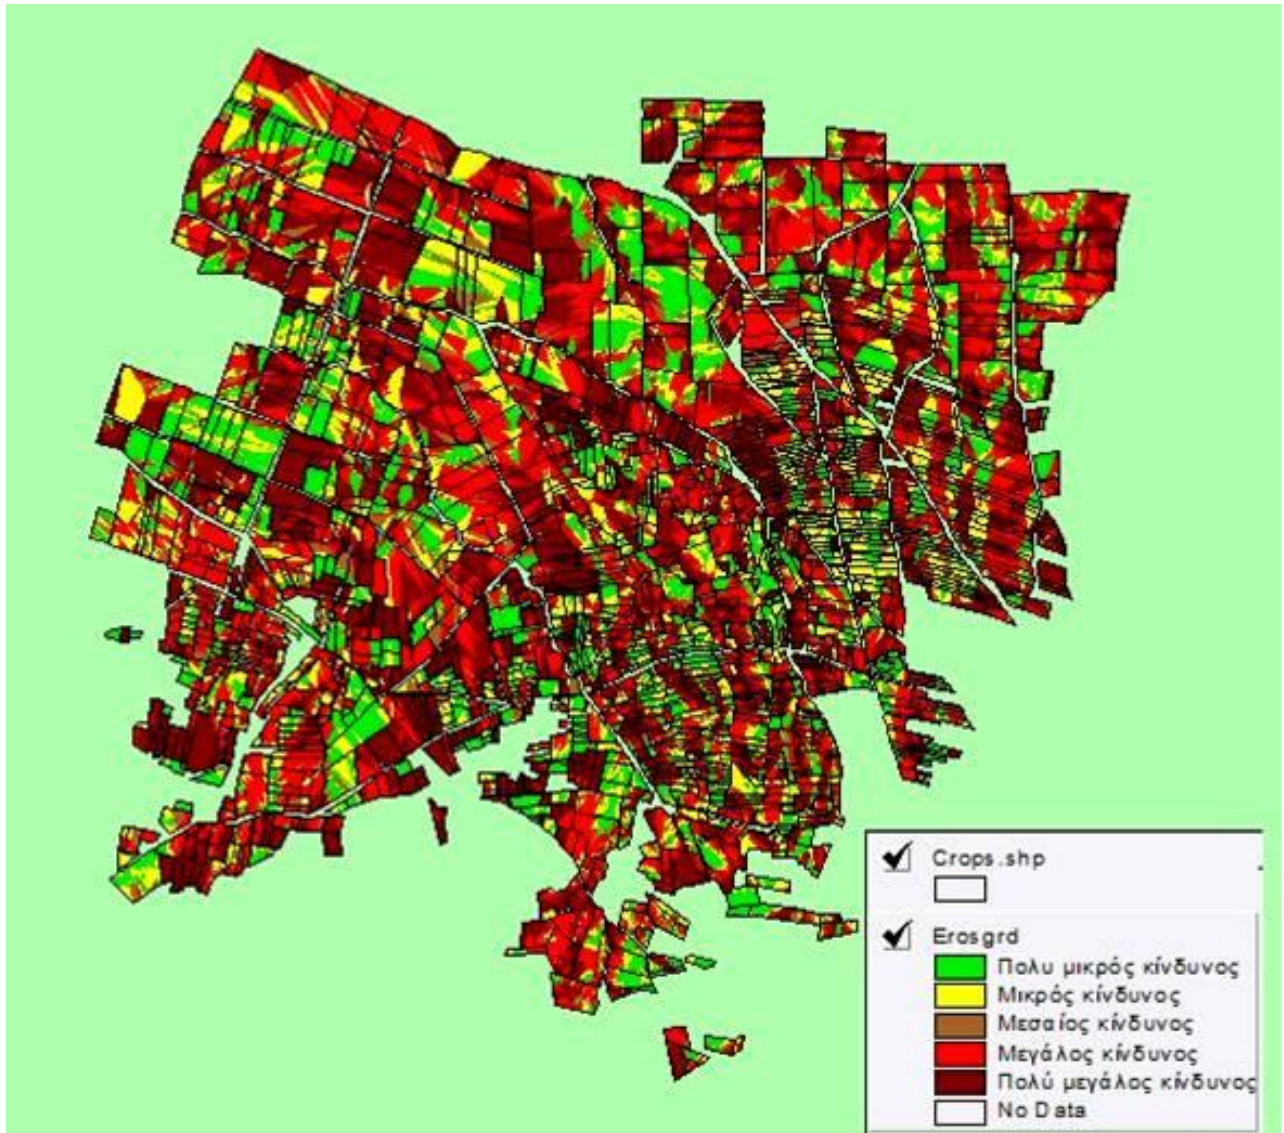 Crops.shp
Erosgrd
Πολυ μικρός κίνδυνος
Μικρός κίνδυνος
Μεσαίος κίνδυνος
Μεγάλος κίνδυνος
Πολύ μεγάλος κίνδυνος
No Data